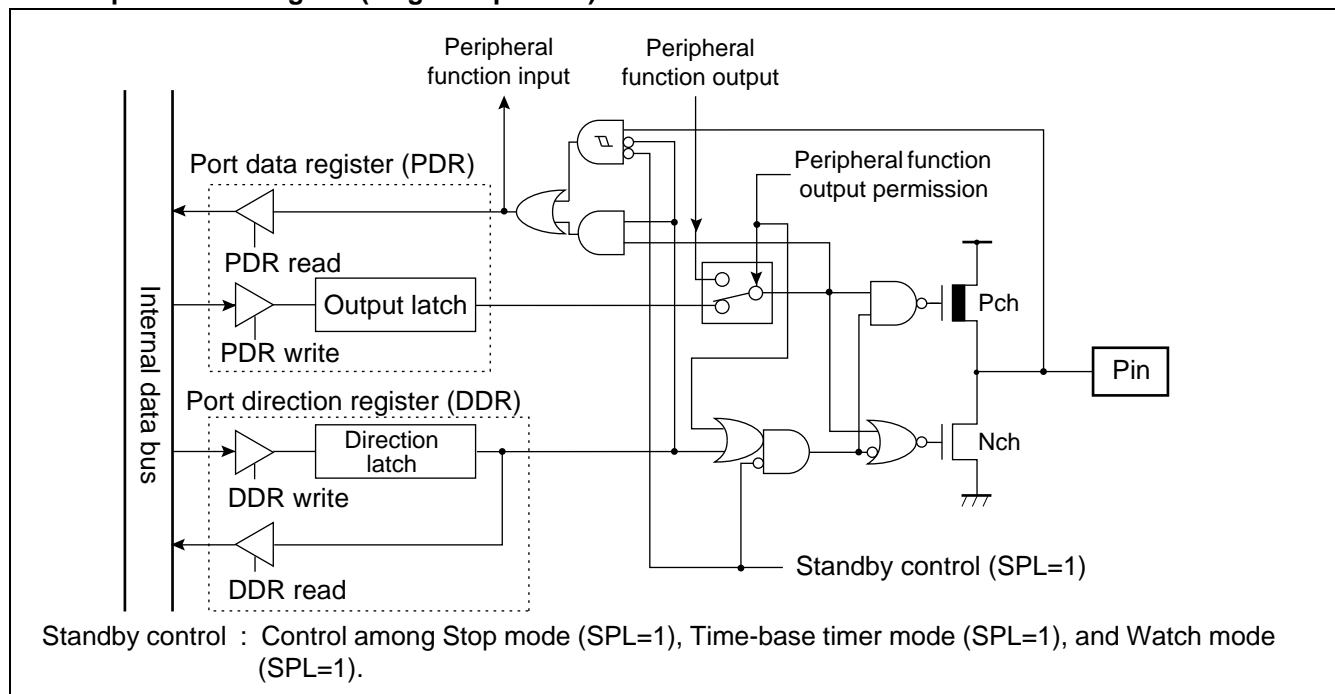 Peripheral
function input
Peripheral
function output
Port data register (PDR)
Peripheral function
output permission
PDR read
Output latch
PDR write
Pch
Pin
Port direction register (DDR)
Direction
latch
Nch
DDR write
DDR read
Internal data bus
Standby control (SPL=1)
Standby control : Control among Stop mode (SPL=1), Time-base timer mode (SPL=1), and Watch mode
(SPL=1).